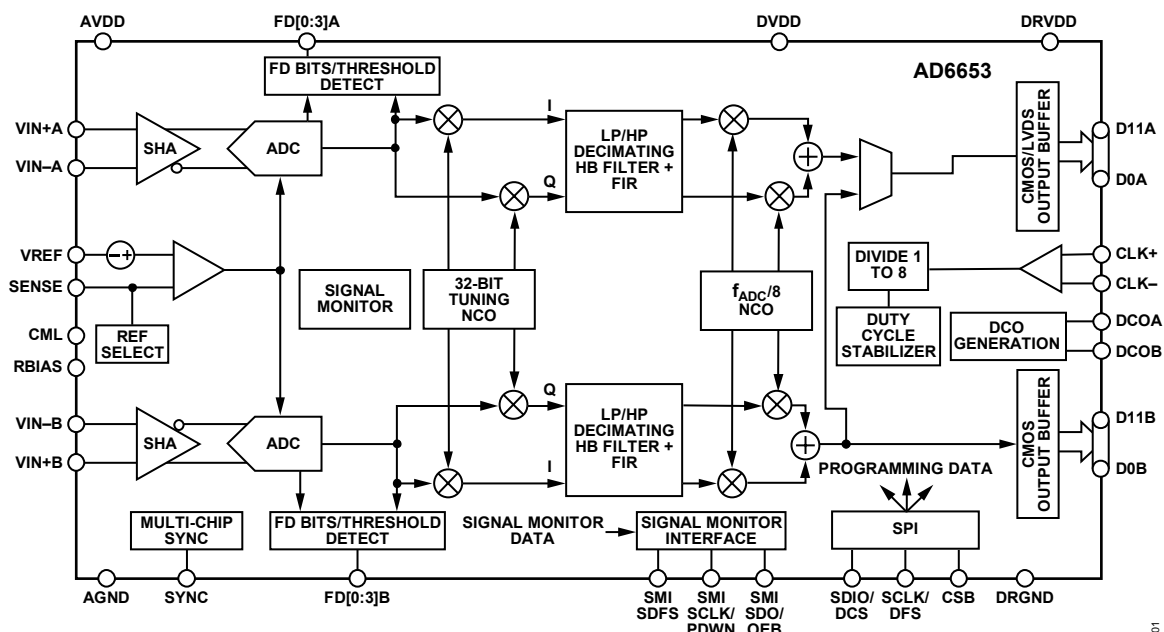 AVDD
FD[0:3]A
DVDD
DRVDD
FD BITS/THRESHOLD
DETECT
AD6653
VIN+A
VIN–A
SHA
ADC
I
Q
LP/HP
DECIMATING
HB FILTER +
FIR
CMOS/LVDS
OUTPUT BUFFER
D11A
D0A
VREF
SENSE
CML
RBIAS
REF
SELECT
SIGNAL
MONITOR
32-BIT
TUNING
NCO
fADC/8
NCO
DIVIDE 1
TO 8
DUTY
CYCLE
STABILIZER
DCO
GENERATION
CLK+
CLK–
DCOA
DCOB
VIN–B
VIN+B
SHA
ADC
Q
I
LP/HP
DECIMATING
HB FILTER +
FIR
CMOS
OUTPUT BUFFER
D11B
D0B
PROGRAMMING DATA
MULTI-CHIP
SYNC
FD BITS/THRESHOLD
DETECT
SIGNAL MONITOR
DATA
SIGNAL MONITOR
INTERFACE
SPI
AGND
SYNC
FD[0:3]B
SMI
SDFS
SMI
SCLK/
PDWN
SMI
SDO/
OEB
SDIO/
DCS
SCLK/
DFS
CSB
DRGND
01